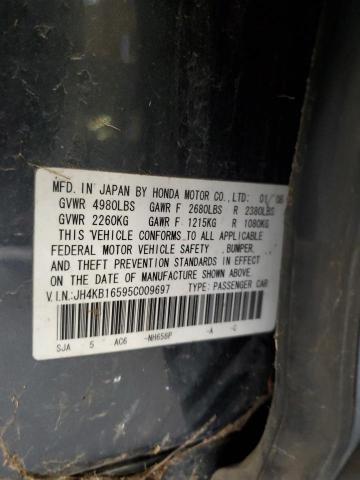 MFD. IN JAPAN BY HONDA MOTOR CO.,LTD: 01/06
GVWR 4980LBS GAWR F 2680LBS R 2380LBS
GVWR 2260KG GAWR F 1215KG R 1080KG
THIS VEHICLE CONFORMS TO ALL APPLICABLE
FEDERAL MOTOR VEHICLE SAFETY , BUMPER,
AND THEFT PREVENTION STANDARDS IN EFFECT
ON THE DATE OF MANUFACTURE SHOWN ABOVE.
V.I.N:JH4KB16595C009697 TYPE: PASSENGER CAR
SJA 5 AC6 -NH658P -A -C